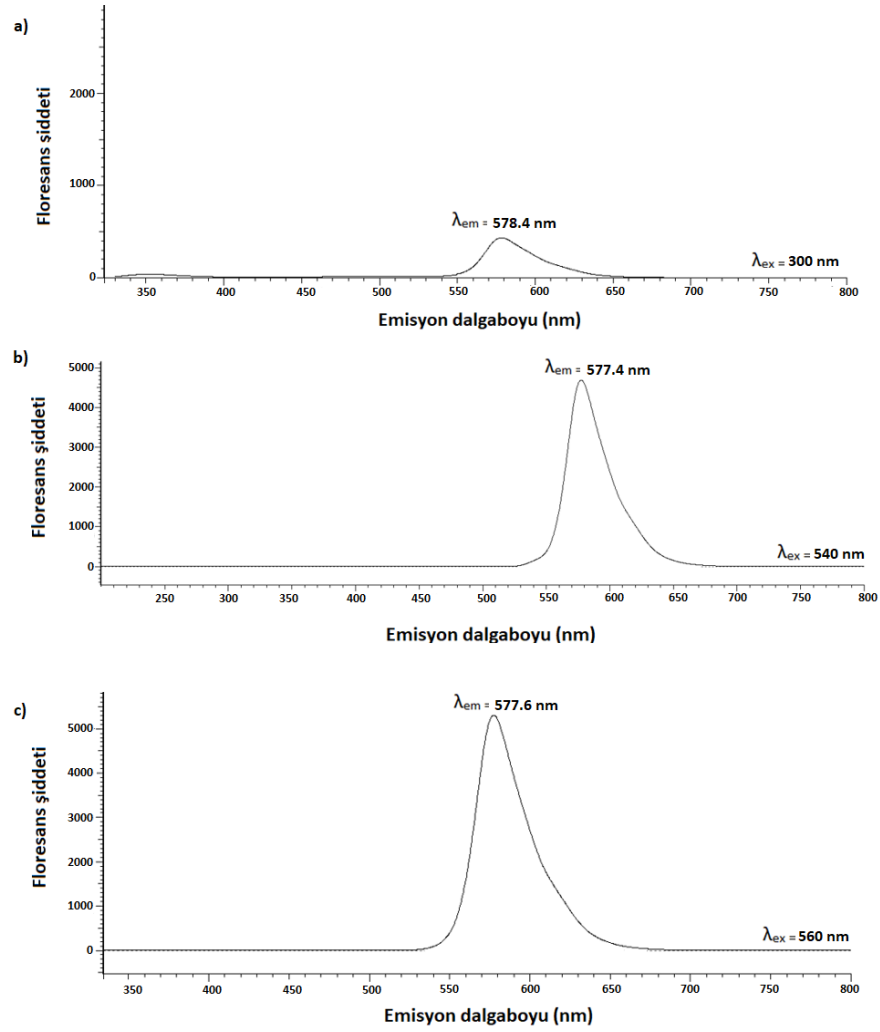 a)
Floresans şiddeti
2000
1000
0
λem = 578.4 nm
λex = 300 nm
350 400 450 500 550 600 650 700 750 800
Emisyon dalgaboyu (nm)
b)
Floresans şiddeti
5000
4000
3000
2000
1000
0
λem = 577.4 nm
λex = 540 nm
250 300 350 400 450 500 550 600 650 700 750 800
Emisyon dalgaboyu (nm)
c)
Floresans şiddeti
5000
4000
3000
2000
1000
0
λem = 577.6 nm
λex = 560 nm
350 400 450 500 550 600 650 700 750 800
Emisyon dalgaboyu (nm)